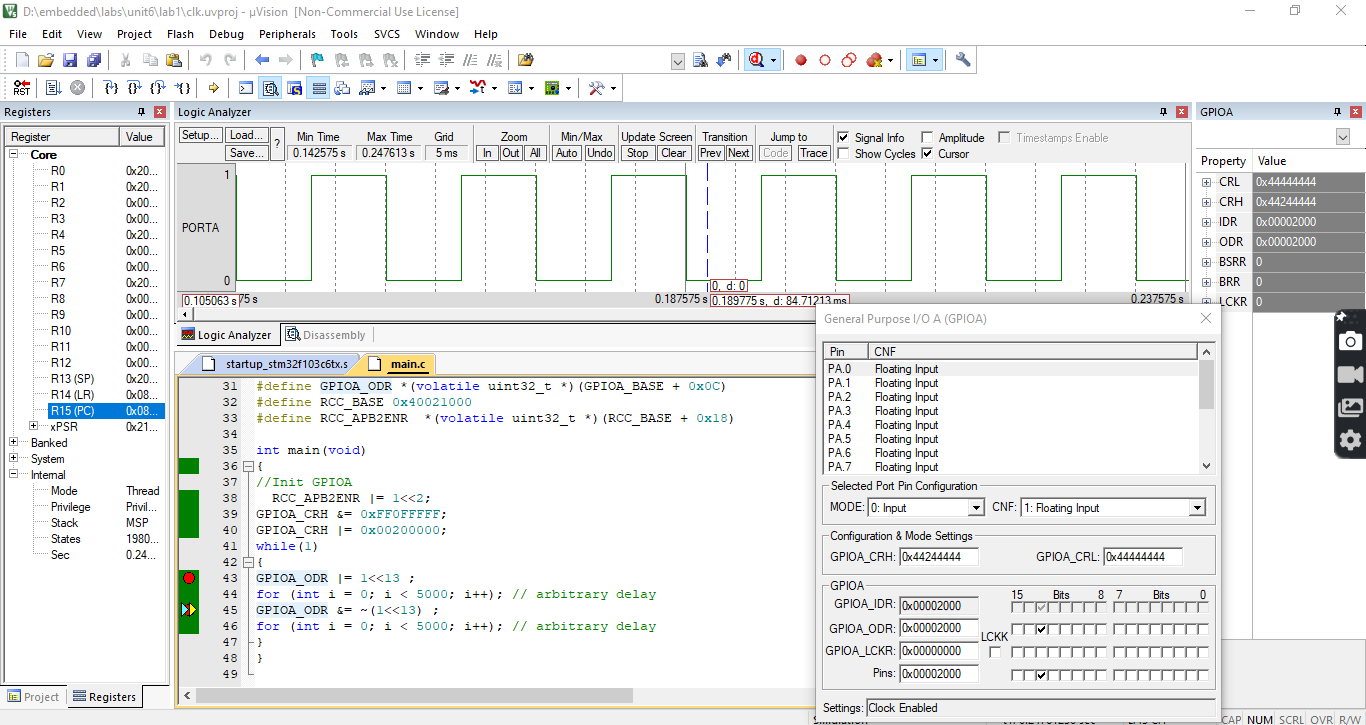 D:\embedded\labs\unit6\lab1\clk.uvproj - µVision [Non-Commercial Use License]
File Edit View Project Flash Debug Peripherals Tools SVCS Window Help
RST
Registers
Register Value
Core
R0 0x20...
R1 0x20...
R2 0x00...
R3 0x00...
R4 0x20...
R5 0x00...
R6 0x00...
R7 0x20...
R8 0x00...
R9 0x00...
R10 0x00...
R11 0x00...
R12 0x00...
R13 (SP) 0x20...
R14 (LR) 0x08...
R15 (PC) 0x08...
xPSR 0x21...
Banked
System
Internal
Mode Thread
Privilege Privil...
Stack MSP
States 1980...
Sec 0.24...
Project Registers
Logic Analyzer
Setup... Load... Save... ?
Min Time Max Time Grid Zoom Min/Max Update Screen Transition Jump to
0.142575 s 0.247613 s 5 ms In Out All Auto Undo Stop Clear Prev Next Code Trace
Signal Info Amplitude Timestamps Enable
Show Cycles Cursor
1
PORTA
0
0, d: 0
0.105063 s 75 s 0.187575 s 0.189775 s, d: 84.71213 ms 0.237575 s
Logic Analyzer Disassembly
startup_stm32f103c6tx.s main.c
31 #define GPIOA_ODR *(volatile uint32_t *)(GPIOA_BASE + 0x0C)
32 #define RCC_BASE 0x40021000
33 #define RCC_APB2ENR *(volatile uint32_t *)(RCC_BASE + 0x18)
34
35 int main(void)
36 {
37 //Init GPIOA
38 RCC_APB2ENR |= 1<<2;
39 GPIOA_CRH &= 0xFF0FFFFF;
40 GPIOA_CRH |= 0x00200000;
41 while(1)
42 {
43 GPIOA_ODR |= 1<<13 ;
44 for (int i = 0; i < 5000; i++); // arbitrary delay
45 GPIOA_ODR &= ~(1<<13) ;
46 for (int i = 0; i < 5000; i++); // arbitrary delay
47 }
48 }
49
GPIOA
Property Value
CRL 0x44444444
CRH 0x44244444
IDR 0x00002000
ODR 0x00002000
BSRR 0
BRR 0
LCKR 0
General Purpose I/O A (GPIOA)
Pin CNF
PA.0 Floating Input
PA.1 Floating Input
PA.2 Floating Input
PA.3 Floating Input
PA.4 Floating Input
PA.5 Floating Input
PA.6 Floating Input
PA.7 Floating Input
Selected Port Pin Configuration
MODE: 0: Input CNF: 1: Floating Input
Configuration & Mode Settings
GPIOA_CRH: 0x44244444 GPIOA_CRL: 0x44444444
GPIOA
15 Bits 8 7 Bits 0
GPIOA_IDR: 0x00002000
GPIOA_ODR: 0x00002000
LCKK
GPIOA_LCKR: 0x00000000
Pins: 0x00002000
Settings: Clock Enabled
CAP NUM SCRL OVR R/W